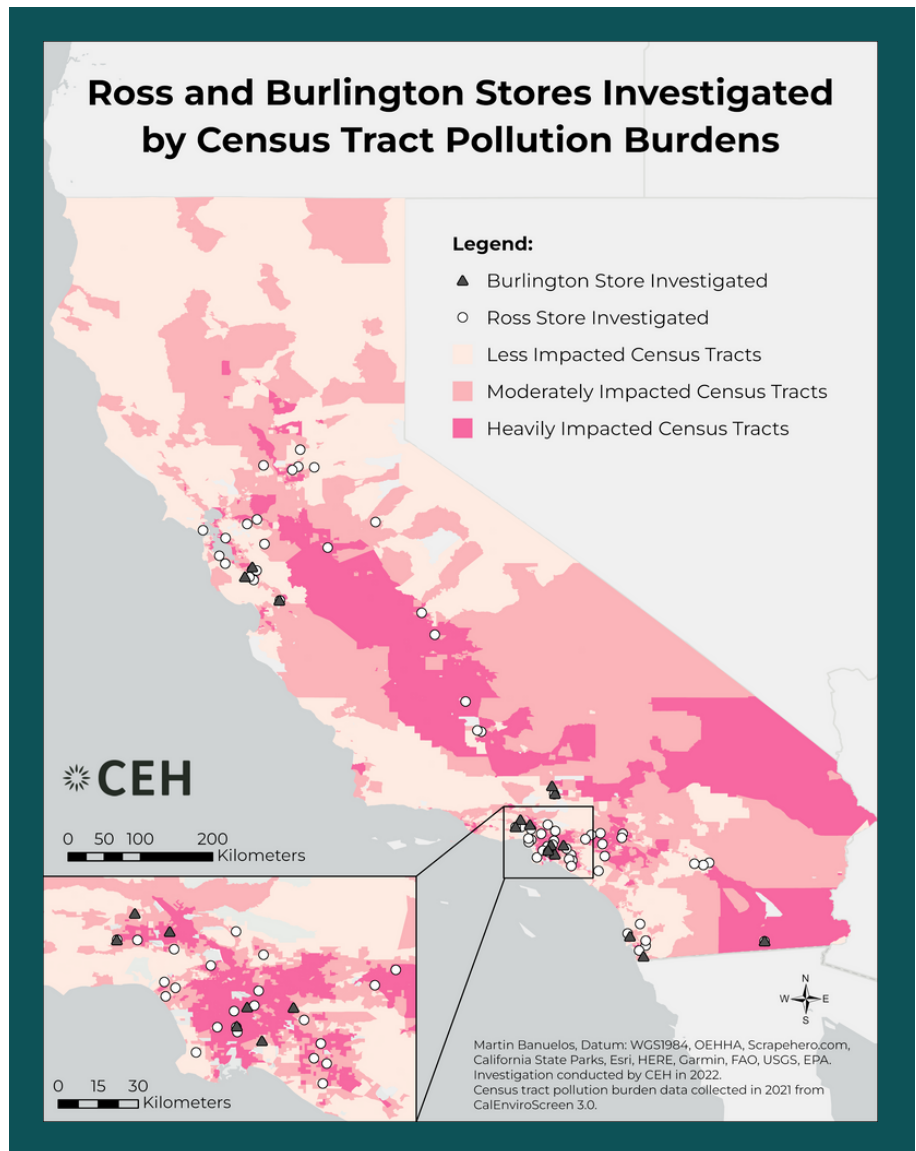 Ross and Burlington Stores Investigated
by Census Tract Pollution Burdens
Legend:
Burlington Store Investigated
Ross Store Investigated
Less Impacted Census Tracts
Moderately Impacted Census Tracts
Heavily Impacted Census Tracts
CEH
0 50 100 200
Kilometers
0 15 30
Kilometers
N
W E
S
Martin Banuelos, Datum: WGS1984, OEHHA, Scrapehero.com,
California State Parks, Esri, HERE, Garmin, FAO, USGS, EPA.
Investigation conducted by CEH in 2022.
Census tract pollution burden data collected in 2021 from
CalEnviroScreen 3.0.